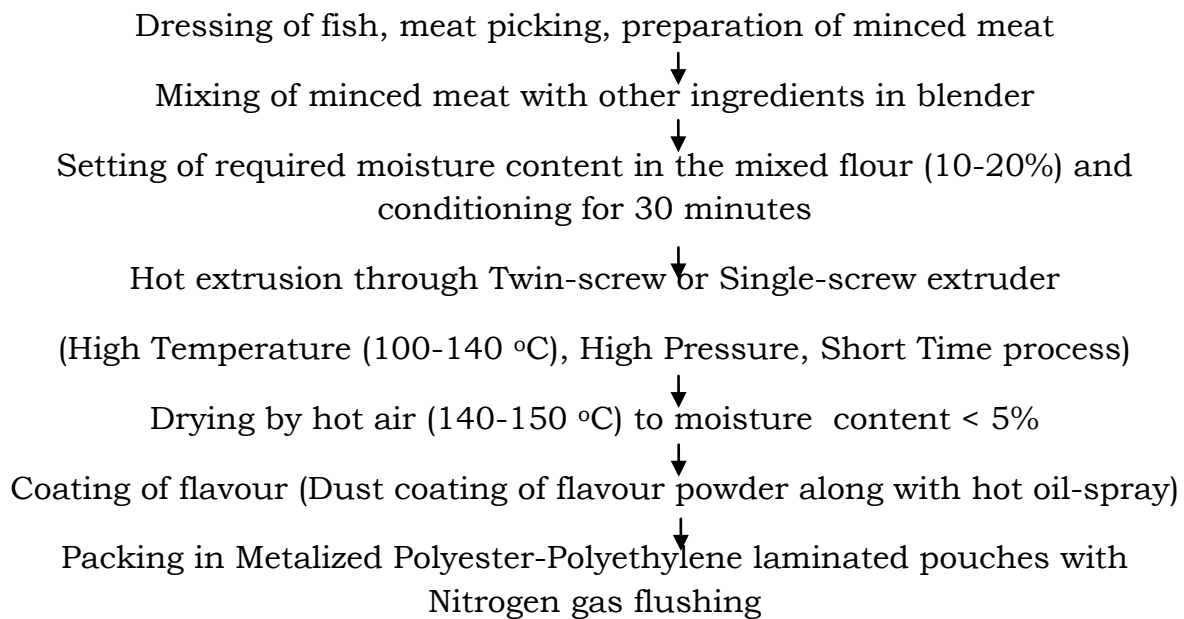 Dressing of fish, meat picking, preparation of minced meat
Mixing of minced meat with other ingredients in blender
Setting of required moisture content in the mixed flour (10-20%) and
conditioning for 30 minutes
Hot extrusion through Twin-screw or Single-screw extruder
(High Temperature (100-140 ºC), High Pressure, Short Time process)
Drying by hot air (140-150 ºC) to moisture content < 5%
Coating of flavour (Dust coating of flavour powder along with hot oil-spray)
Packing in Metalized Polyester-Polyethylene laminated pouches with
Nitrogen gas flushing